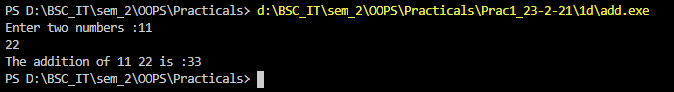 PS D:\BSC_IT\sem_2\OOPS\Practicals> d:\BSC_IT\sem_2\OOPS\Practicals\Prac1_23-2-21\1d\add.exe
Enter two numbers :11
22
The addition of 11 22 is :33
PS D:\BSC_IT\sem_2\OOPS\Practicals>